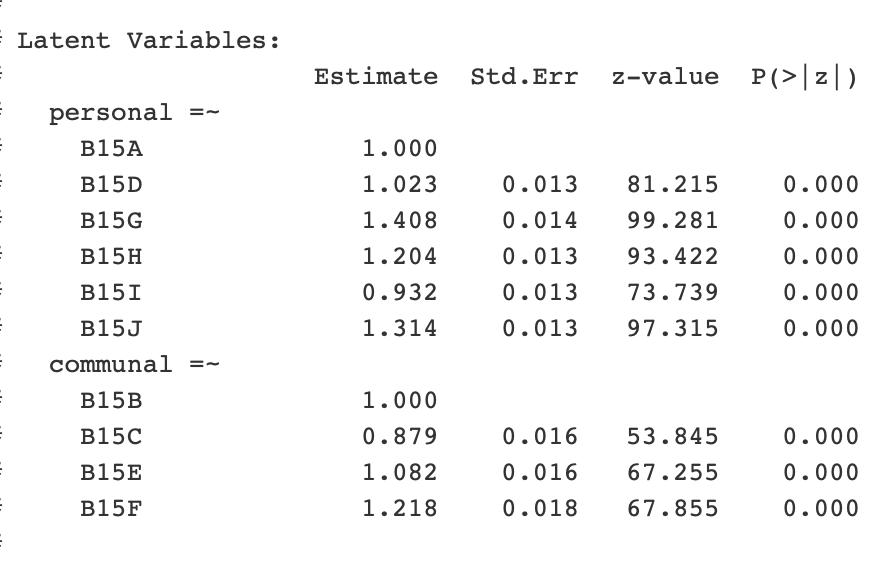 # Latent Variables:
#                    Estimate  Std.Err  z-value  P(>|z|)
#   personal =~
#     B15A              1.000
#     B15D              1.023    0.013   81.215    0.000
#     B15G              1.408    0.014   99.281    0.000
#     B15H              1.204    0.013   93.422    0.000
#     B15I              0.932    0.013   73.739    0.000
#     B15J              1.314    0.013   97.315    0.000
#   communal =~
#     B15B              1.000
#     B15C              0.879    0.016   53.845    0.000
#     B15E              1.082    0.016   67.255    0.000
#     B15F              1.218    0.018   67.855    0.000
#